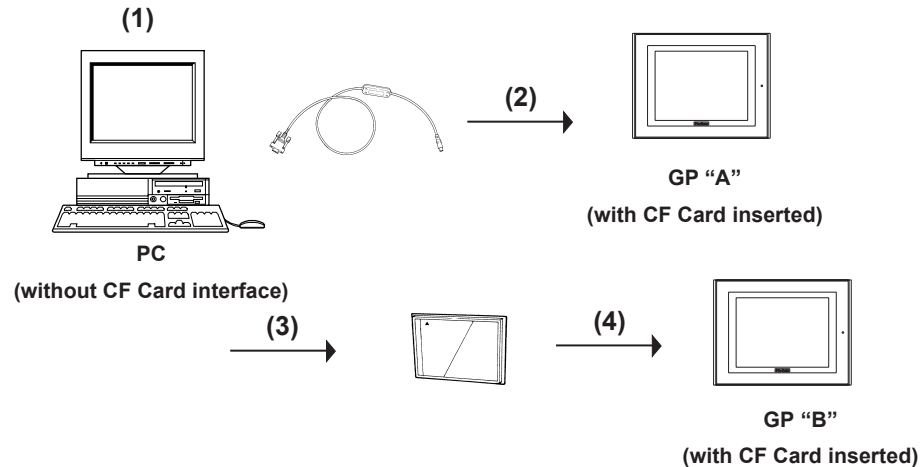 (1)
(2)
GP “A”
(with CF Card inserted)
PC
(without CF Card interface)
(3)
(4)
GP “B”
(with CF Card inserted)